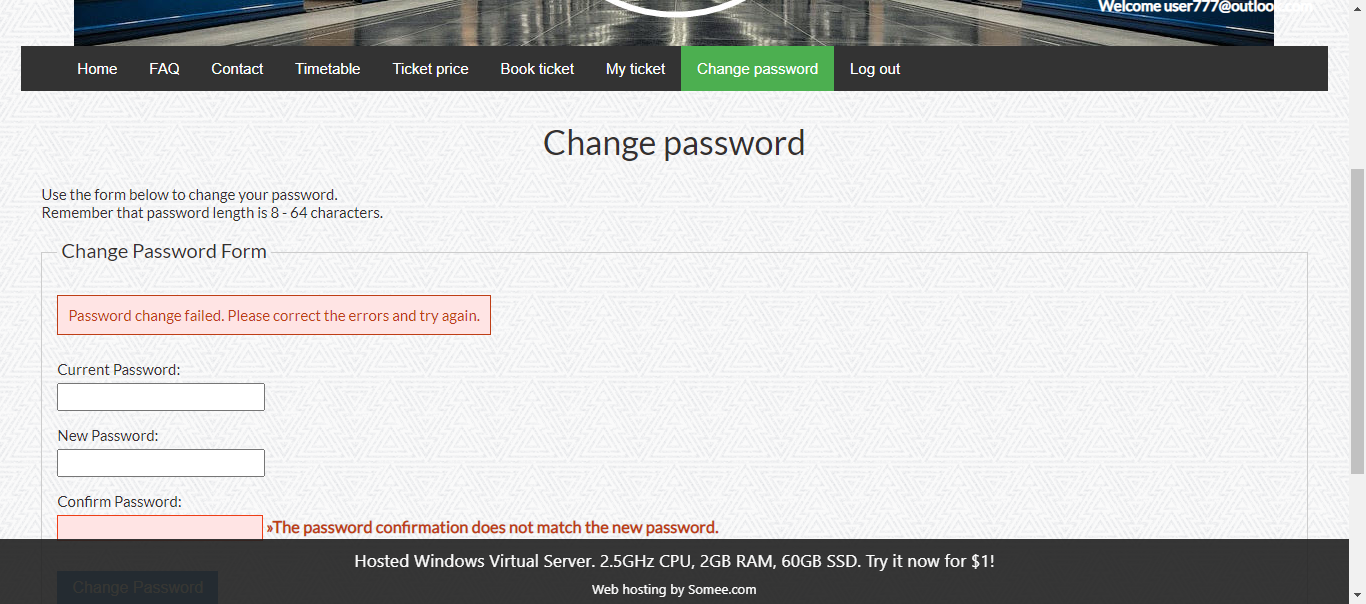 Welcome user777@outlook.com
Home FAQ Contact Timetable Ticket price Book ticket My ticket Change password Log out
Change password
Use the form below to change your password.
Remember that password length is 8 - 64 characters.
Change Password Form
Password change failed. Please correct the errors and try again.
Current Password:
New Password:
Confirm Password:
»The password confirmation does not match the new password.
Hosted Windows Virtual Server. 2.5GHz CPU, 2GB RAM, 60GB SSD. Try it now for $1!
Change Password
Web hosting by Somee.com